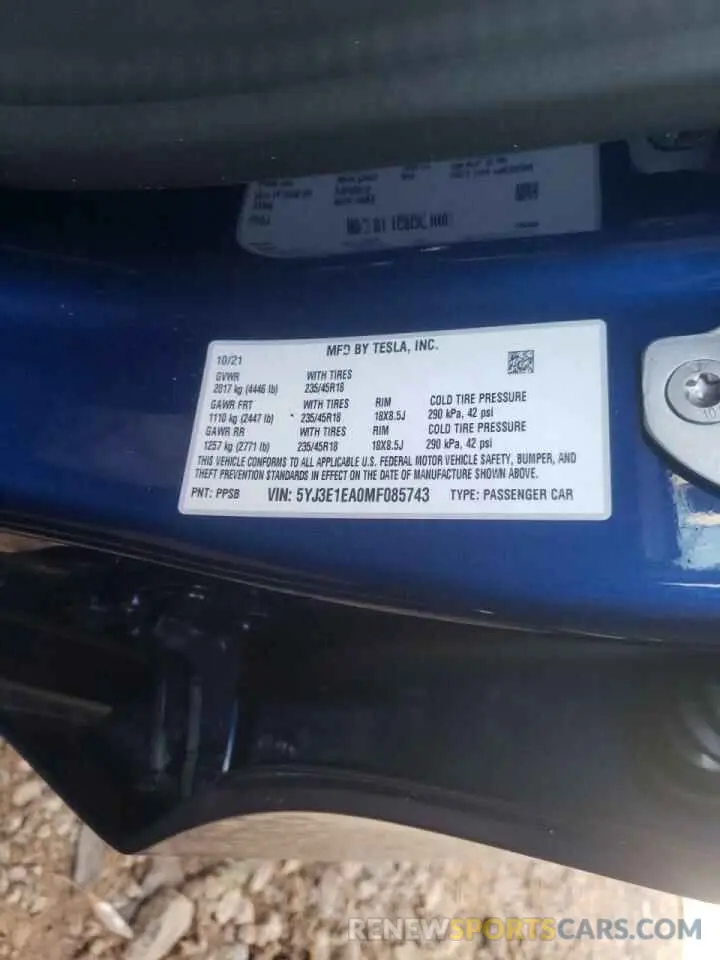 MFD BY TESLA, INC.
10/21
GVWR WITH TIRES
2017 kg (4446 lb) 235/45R18
GAWR FRT WITH TIRES RIM COLD TIRE PRESSURE
1110 kg (2447 lb) 235/45R18 18X8.5J 290 kPa, 42 psi
GAWR RR WITH TIRES RIM COLD TIRE PRESSURE
1257 kg (2771 lb) 235/45R18 18X8.5J 290 kPa, 42 psi
THIS VEHICLE CONFORMS TO ALL APPLICABLE U.S. FEDERAL MOTOR VEHICLE SAFETY, BUMPER, AND
THEFT PREVENTION STANDARDS IN EFFECT ON THE DATE OF MANUFACTURE SHOWN ABOVE.
PNT: PPSB VIN: 5YJ3E1EA0MF085743 TYPE: PASSENGER CAR
10
RENEWSPORTSCARS.COM